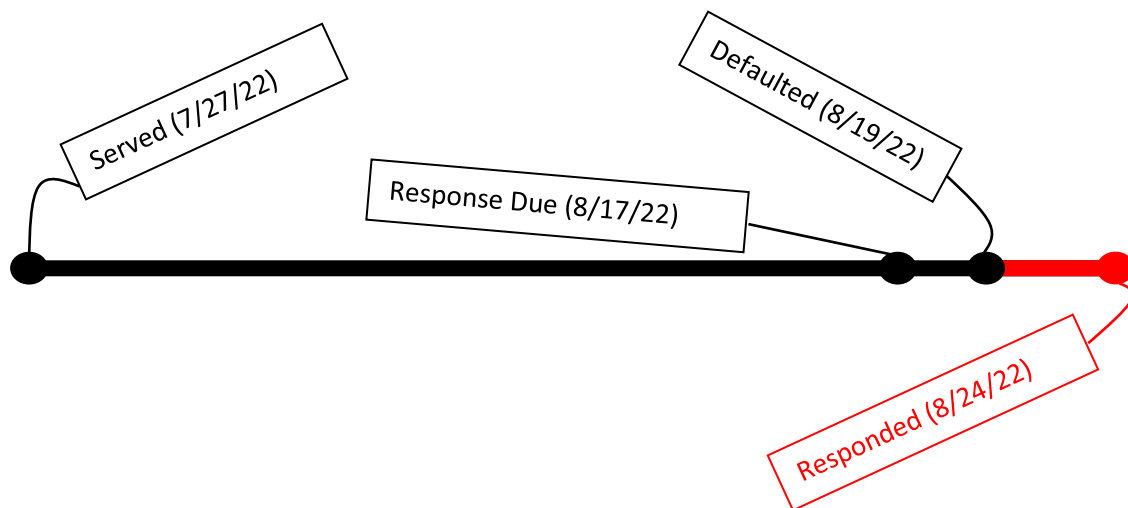 Served (7/27/22)
Response Due (8/17/22)
Defaulted (8/19/22)
Responded (8/24/22)